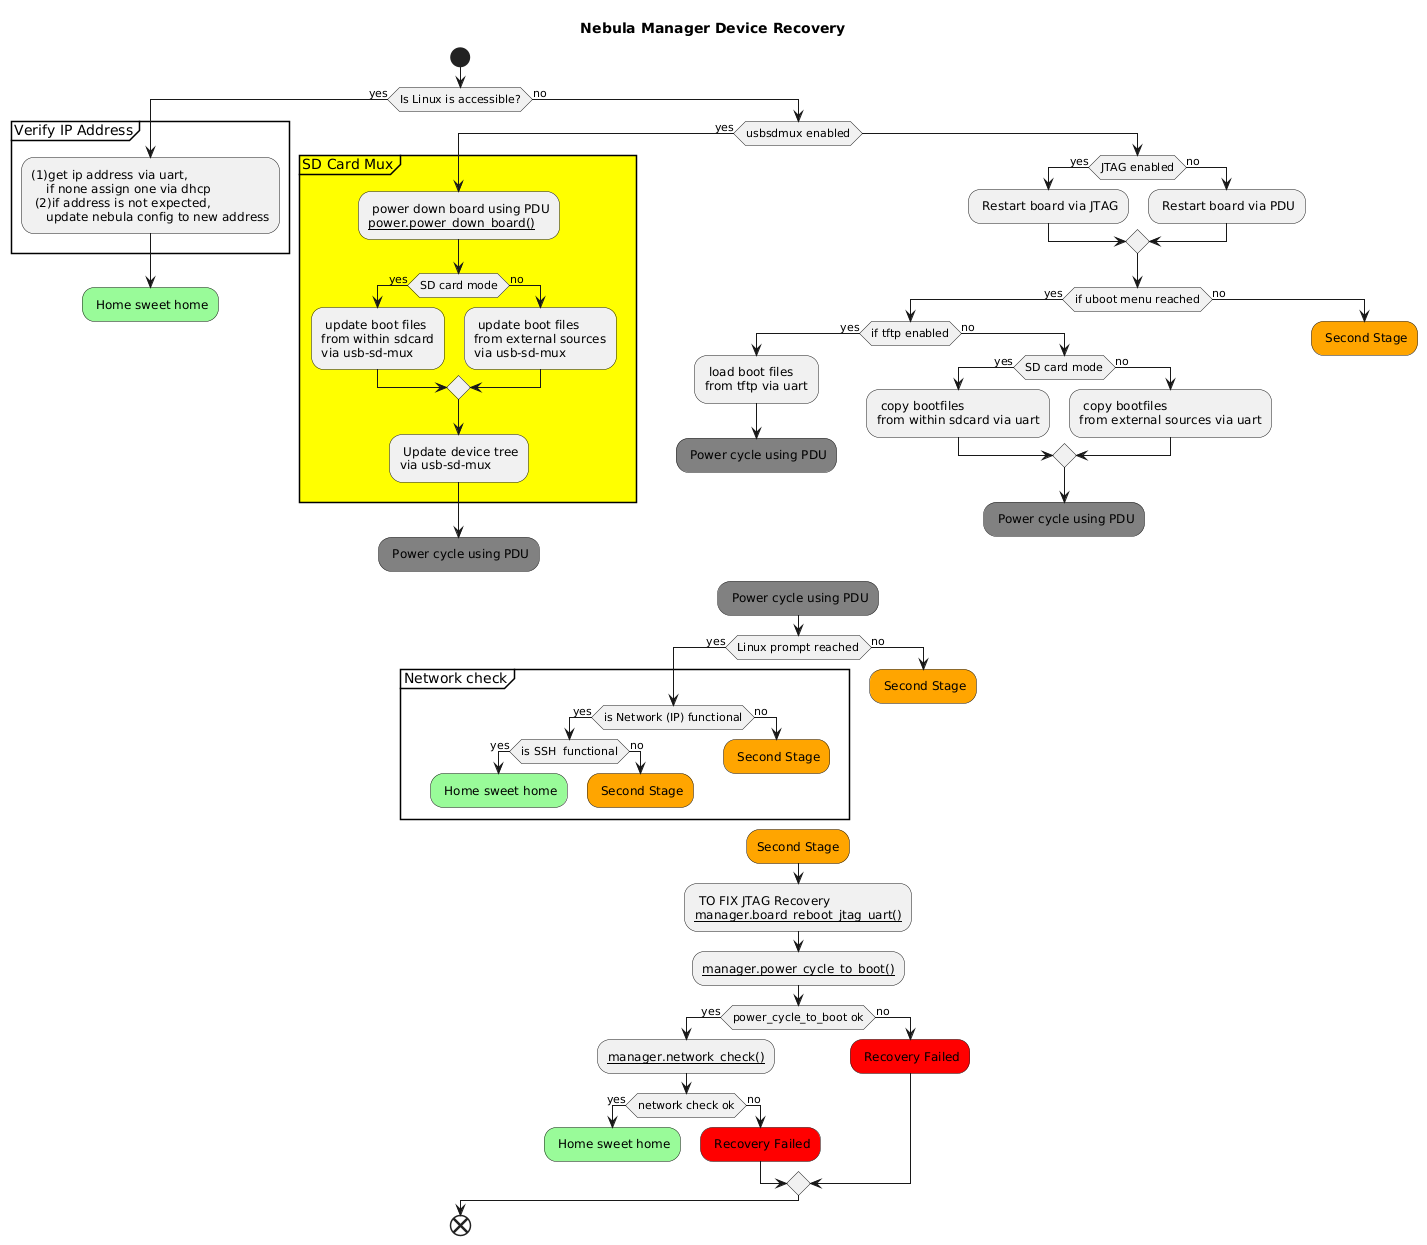 Nebula Manager Device Recovery
yes
Is Linux is accessible?
no
Verify IP Address
(1)get ip address via uart,
if none assign one via dhcp
(2)if address is not expected,
update nebula config to new address
Home sweet home
yes
usbsdmux enabled
SD Card Mux
power down board using PDU
power.power_down_board()
yes
SD card mode
no
update boot files
from within sdcard
via usb-sd-mux
update boot files
from external sources
via usb-sd-mux
Update device tree
via usb-sd-mux
Power cycle using PDU
yes
JTAG enabled
no
Restart board via JTAG
Restart board via PDU
yes
if uboot menu reached
no
yes
if tftp enabled
no
Second Stage
load boot files
from tftp via uart
Power cycle using PDU
yes
SD card mode
no
copy bootfiles
from within sdcard via uart
copy bootfiles
from external sources via uart
Power cycle using PDU
Power cycle using PDU
yes
Linux prompt reached
no
Second Stage
Network check
yes
is Network (IP) functional
no
yes
is SSH  functional
no
Second Stage
Home sweet home
Second Stage
Second Stage
TO FIX JTAG Recovery
manager.board_reboot_jtag_uart()
manager.power_cycle_to_boot()
yes
power_cycle_to_boot ok
no
manager.network_check()
Recovery Failed
yes
network check ok
no
Home sweet home
Recovery Failed